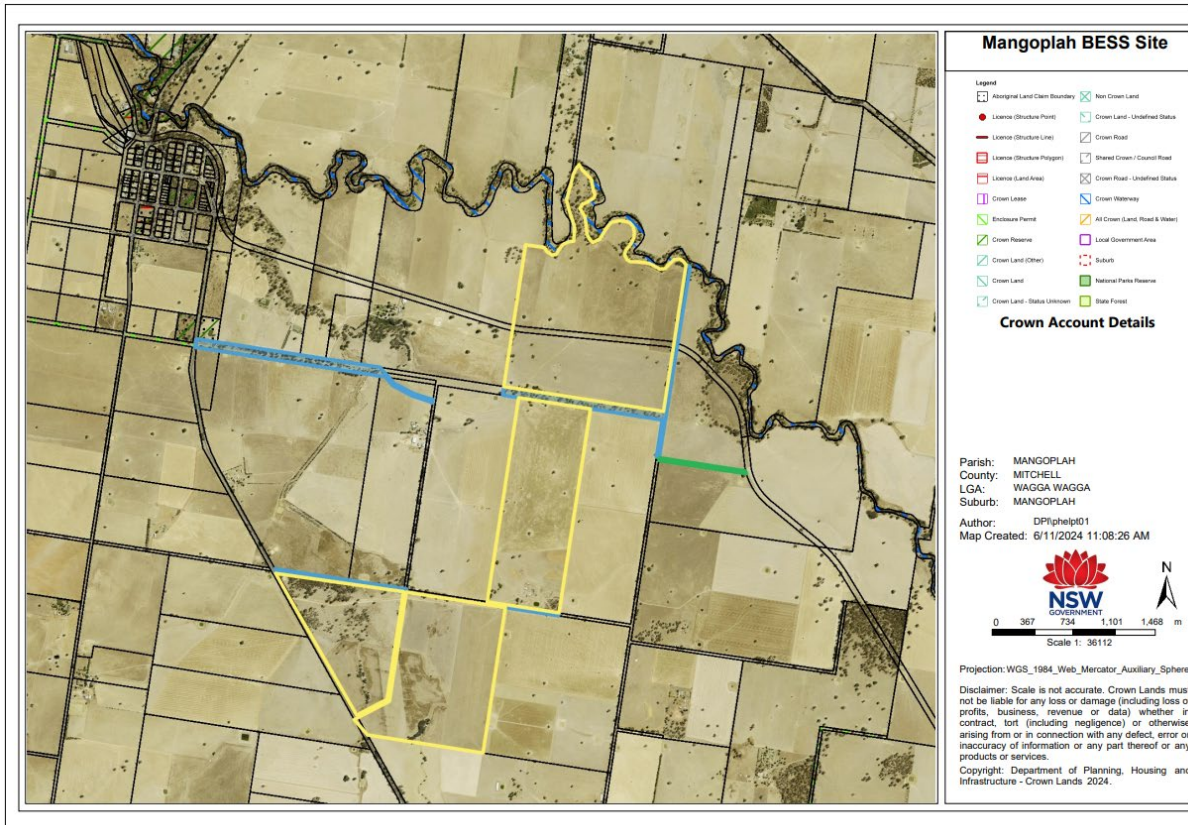 Mangoplah BESS Site
Legend
Aboriginal Land Claim Boundary
Licence (Structure Point)
Licence (Structure Line)
Licence (Structure Polygon)
Licence (Land Area)
Crown Lease
Enclosure Permit
Crown Reserve
Crown Land (Other)
Crown Land
Crown Land - Status Unknown
Non Crown Land
Crown Land - Undefined Status
Crown Road
Shared Crown / Council Road
Crown Road - Undefined Status
Crown Waterway
All Crown (Land, Road & Water)
Local Government Area
Suburb
National Parks Reserve
State Forest
Crown Account Details
Parish: MANGOPLAH
County: MITCHELL
LGA: WAGGA WAGGA
Suburb: MANGOPLAH
Author: DPI\phelpt01
Map Created: 6/11/2024 11:08:26 AM
N
NSW
GOVERNMENT
0 367 734 1,101 1,468 m
Scale 1: 36112
Projection: WGS_1984_Web_Mercator_Auxiliary_Sphere
Disclaimer: Scale is not accurate. Crown Lands must
not be liable for any loss or damage (including loss o
profits, business, revenue or data) whether in
contract, tort (including negligence) or otherwise
arising from or in connection with any defect, error or
inaccuracy of information or any part thereof or any
products or services.
Copyright: Department of Planning, Housing and
Infrastructure - Crown Lands 2024.